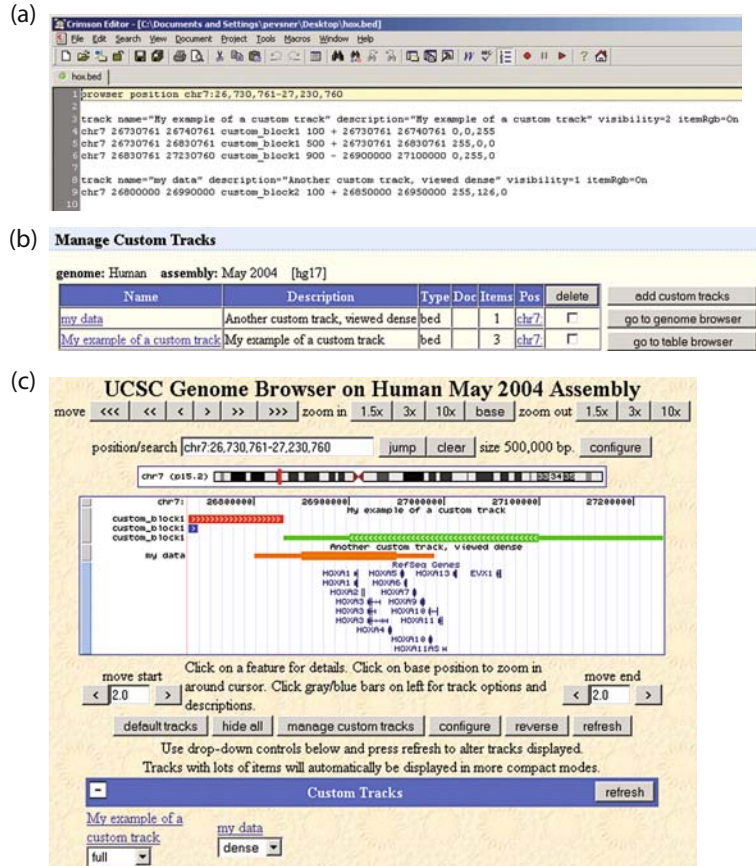 (a)
Crimson Editor - [C:\Documents and Settings\pevsner\Desktop\hox.bed]
File Edit Search View Document Project Tools Macros Window Help
hox.bed
1 browser position chr7:26,730,761-27,230,760
2
3 track name="My example of a custom track" description="My example of a custom track" visibility=2 itemRgb=On
4 chr7 26730761 26740761 custom_block1 100 + 26730761 26740761 0,0,255
5 chr7 26730761 26830761 custom_block1 500 + 26730761 26830761 255,0,0
6 chr7 26830761 27230760 custom_block1 900 - 26900000 27100000 0,255,0
7
8 track name="my data" description="Another custom track, viewed dense" visibility=1 itemRgb=On
9 chr7 26800000 26990000 custom_block2 100 + 26850000 26950000 255,126,0
10
(b)
Manage Custom Tracks
genome: Human assembly: May 2004 [hg17]
Name Description Type Doc Items Pos delete add custom tracks
my data Another custom track, viewed dense bed 1 chr7: go to genome browser
My example of a custom track My example of a custom track bed 3 chr7: go to table browser
(c)
UCSC Genome Browser on Human May 2004 Assembly
move <<< << < > >> >>> zoom in 1.5x 3x 10x base zoom out 1.5x 3x 10x
position/search chr7:26,730,761-27,230,760 jump clear size 500,000 bp. configure
chr7 (p15.2) 33 34 35
chr7: 26800000| 26900000| 27000000| 27100000| 27200000|
My example of a custom track
custom_block1
custom_block1
custom_block1
Another custom track, viewed dense
my data
RefSeq Genes
HOXA1 HOXA5 HOXA13 EVX1
HOXA1 HOXA6
HOXA2 HOXA7
HOXA3 HOXA9
HOXA3 HOXA10
HOXA3 HOXA11
HOXA4
HOXA10
HOXA11AS
move start Click on a feature for details. Click on base position to zoom in move end
< 2.0 > around cursor. Click gray/blue bars on left for track options and < 2.0 >
descriptions.
default tracks hide all manage custom tracks configure reverse refresh
Use drop-down controls below and press refresh to alter tracks displayed.
Tracks with lots of items will automatically be displayed in more compact modes.
- Custom Tracks refresh
My example of a
custom track my data
full dense